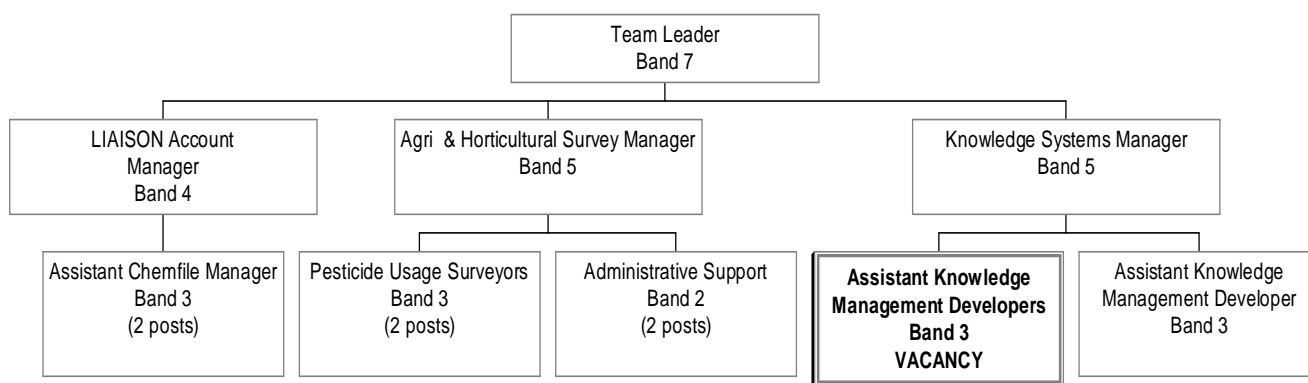 Team Leader
Band 7
LIAISON Account
Manager
Band 4
Agri & Horticultural Survey Manager
Band 5
Knowledge Systems Manager
Band 5
Assistant Chemfile Manager
Band 3
(2 posts)
Pesticide Usage Surveyors
Band 3
(2 posts)
Administrative Support
Band 2
(2 posts)
Assistant Knowledge
Management Developers
Band 3
VACANCY
Assistant Knowledge
Management Developer
Band 3